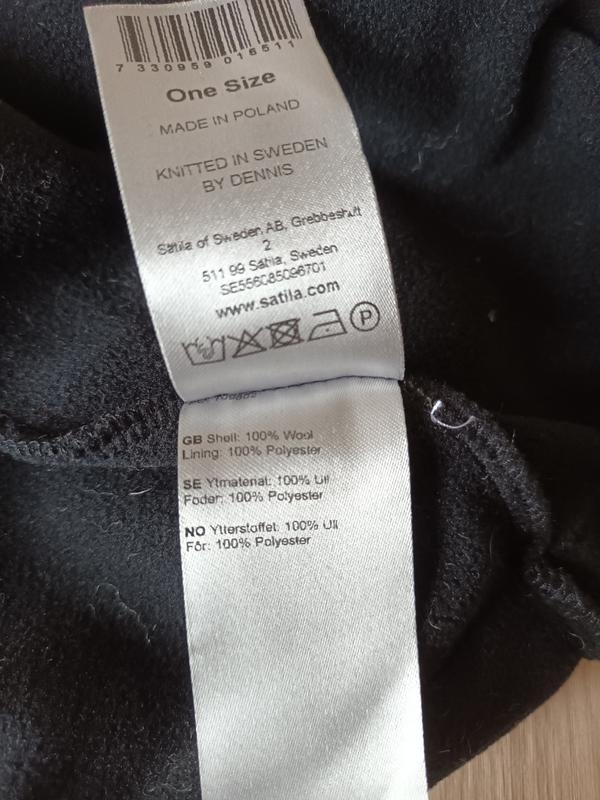 7 330959 016511
One Size
MADE IN POLAND
KNITTED IN SWEDEN
BY DENNIS
Sätila of Sweden AB, Grebbeshult
2
511 99 Sätila, Sweden
www.satila.com
P
GB Shell: 100% Wool
Lining: 100% Polyester
SE Ytmaterial: 100% Ull
Foder: 100% Polyester
NO Ytterstoffet: 100% Ull
Fôr: 100% Polyester